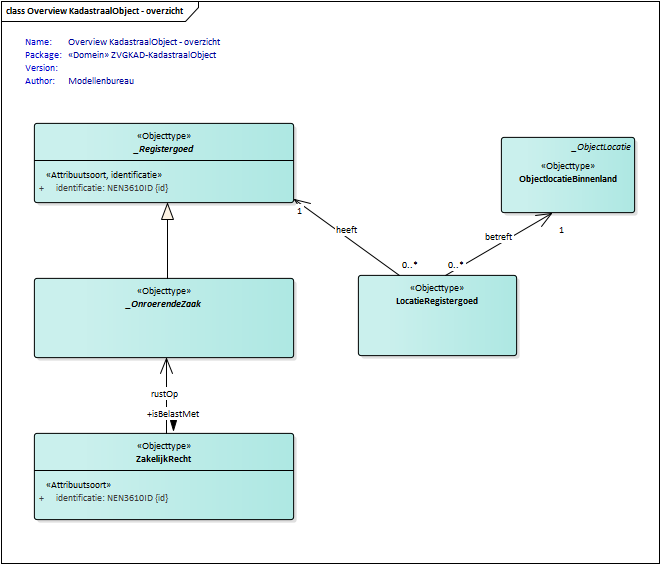 class Overview KadastraalObject - overzicht
Name: Overview KadastraalObject - overzicht
Package: «Domein» ZVGKAD-KadastraalObject
Version:
Author: Modellenbureau
«Objecttype»
_Registergoed
«Attribuutsoort, identificatie»
+ identificatie: NEN3610ID {id}
_ObjectLocatie
«Objecttype»
ObjectlocatieBinnenland
1
heeft
0..*
betreft
0..*
1
«Objecttype»
_OnroerendeZaak
«Objecttype»
LocatieRegistergoed
rustOp
+isBelastMet
«Objecttype»
ZakelijkRecht
«Attribuutsoort»
+ identificatie: NEN3610ID {id}